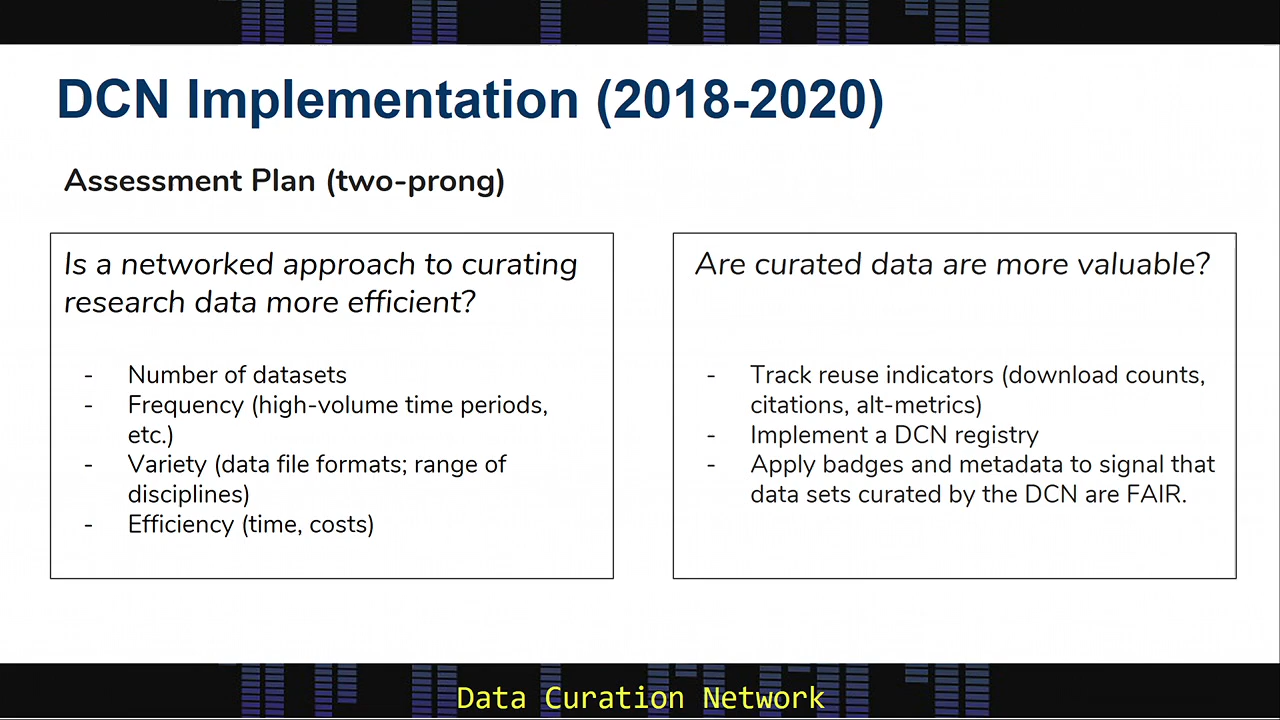 DCN Implementation (2018-2020)
Assessment Plan (two-prong)
Is a networked approach to curating
research data more efficient?
- Number of datasets
- Frequency (high-volume time periods,
etc.)
- Variety (data file formats; range of
disciplines)
- Efficiency (time, costs)
Are curated data are more valuable?
- Track reuse indicators (download counts,
citations, alt-metrics)
- Implement a DCN registry
- Apply badges and metadata to signal that
data sets curated by the DCN are FAIR.
Data Curation Network